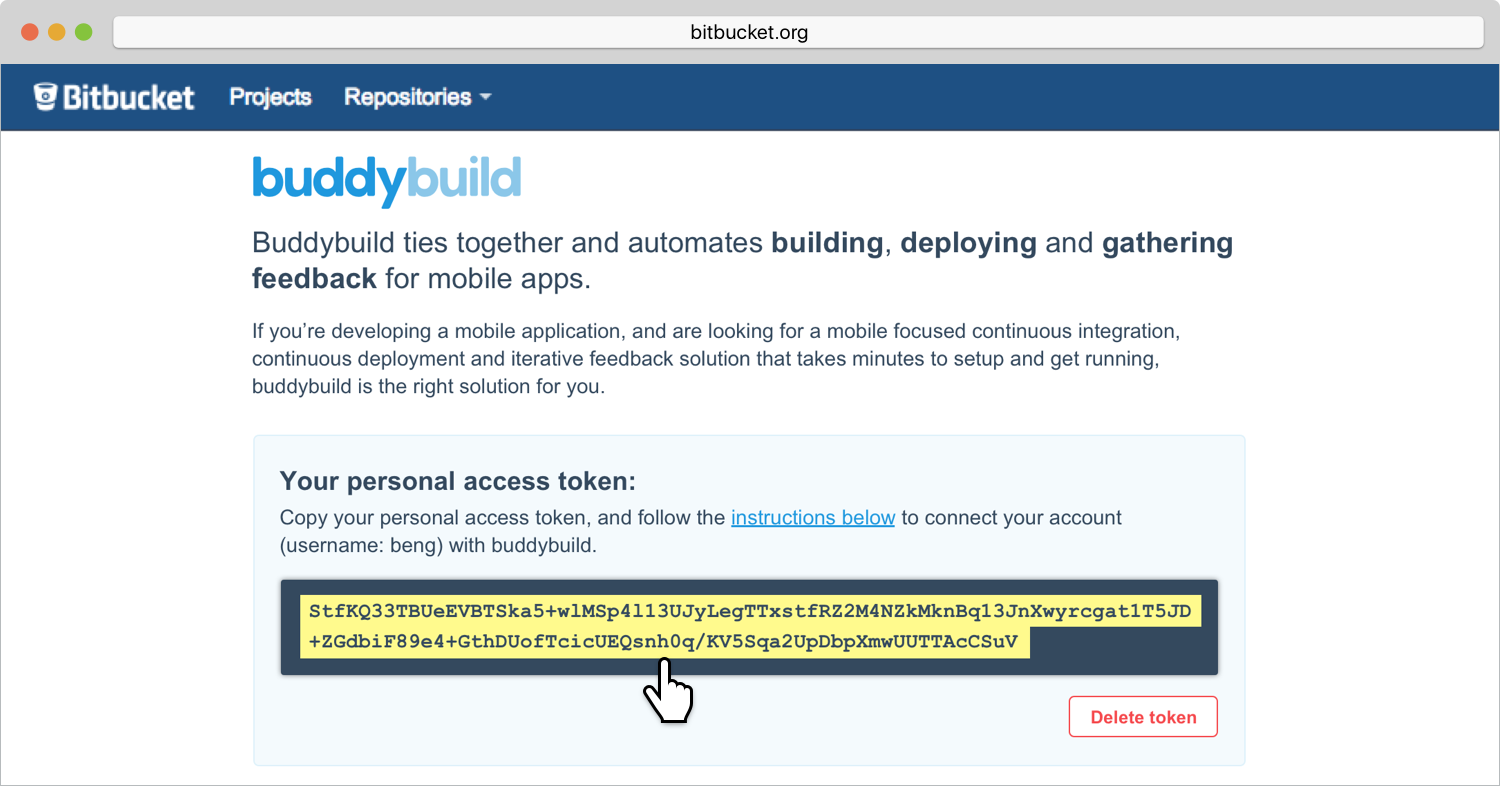 bitbucket.org
Bitbucket Projects Repositories
buddybuild
Buddybuild ties together and automates building, deploying and gathering
feedback for mobile apps.
If you’re developing a mobile application, and are looking for a mobile focused continuous integration,
continuous deployment and iterative feedback solution that takes minutes to setup and get running,
buddybuild is the right solution for you.
Your personal access token:
Copy your personal access token, and follow the instructions below to connect your account
(username: beng) with buddybuild.
StfKQ33TBUeEVBTSka5+wlMSp4l13UJyLegTTxstfRZ2M4NZkMknBq13JnXwyrcgat1T5JD
+ZGdbiF89e4+GthDUofTcicUEQsnh0q/KV5Sqa2UpDbpXmwUUTTAcCSuV
Delete token